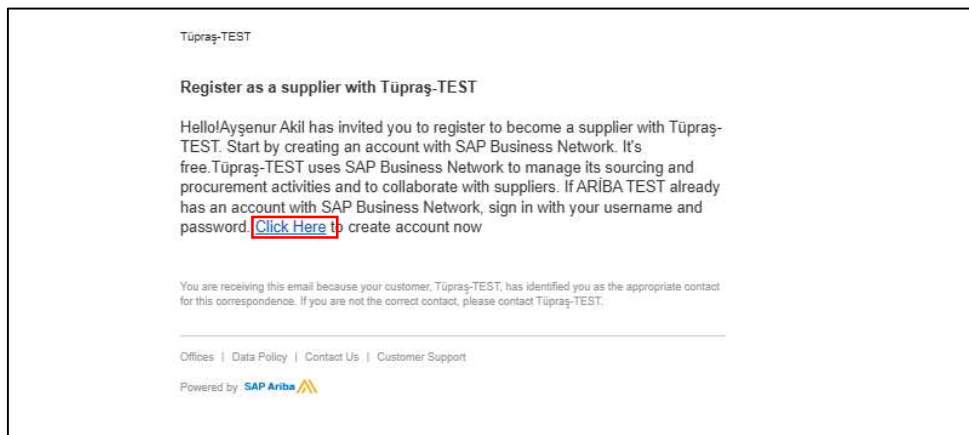 Tüpraş-TEST
Register as a supplier with Tüpraş-TEST
Hello!Ayşenur Akil has invited you to register to become a supplier with Tüpraş-
TEST. Start by creating an account with SAP Business Network. It's
free.Tüpraş-TEST uses SAP Business Network to manage its sourcing and
procurement activities and to collaborate with suppliers. If ARİBA TEST already
has an account with SAP Business Network, sign in with your username and
password. Click Here to create account now
You are receiving this email because your customer, Tüpraş-TEST, has identified you as the appropriate contact
for this correspondence. If you are not the correct contact, please contact Tüpraş-TEST.
Offices | Data Policy | Contact Us | Customer Support
Powered by SAP Ariba